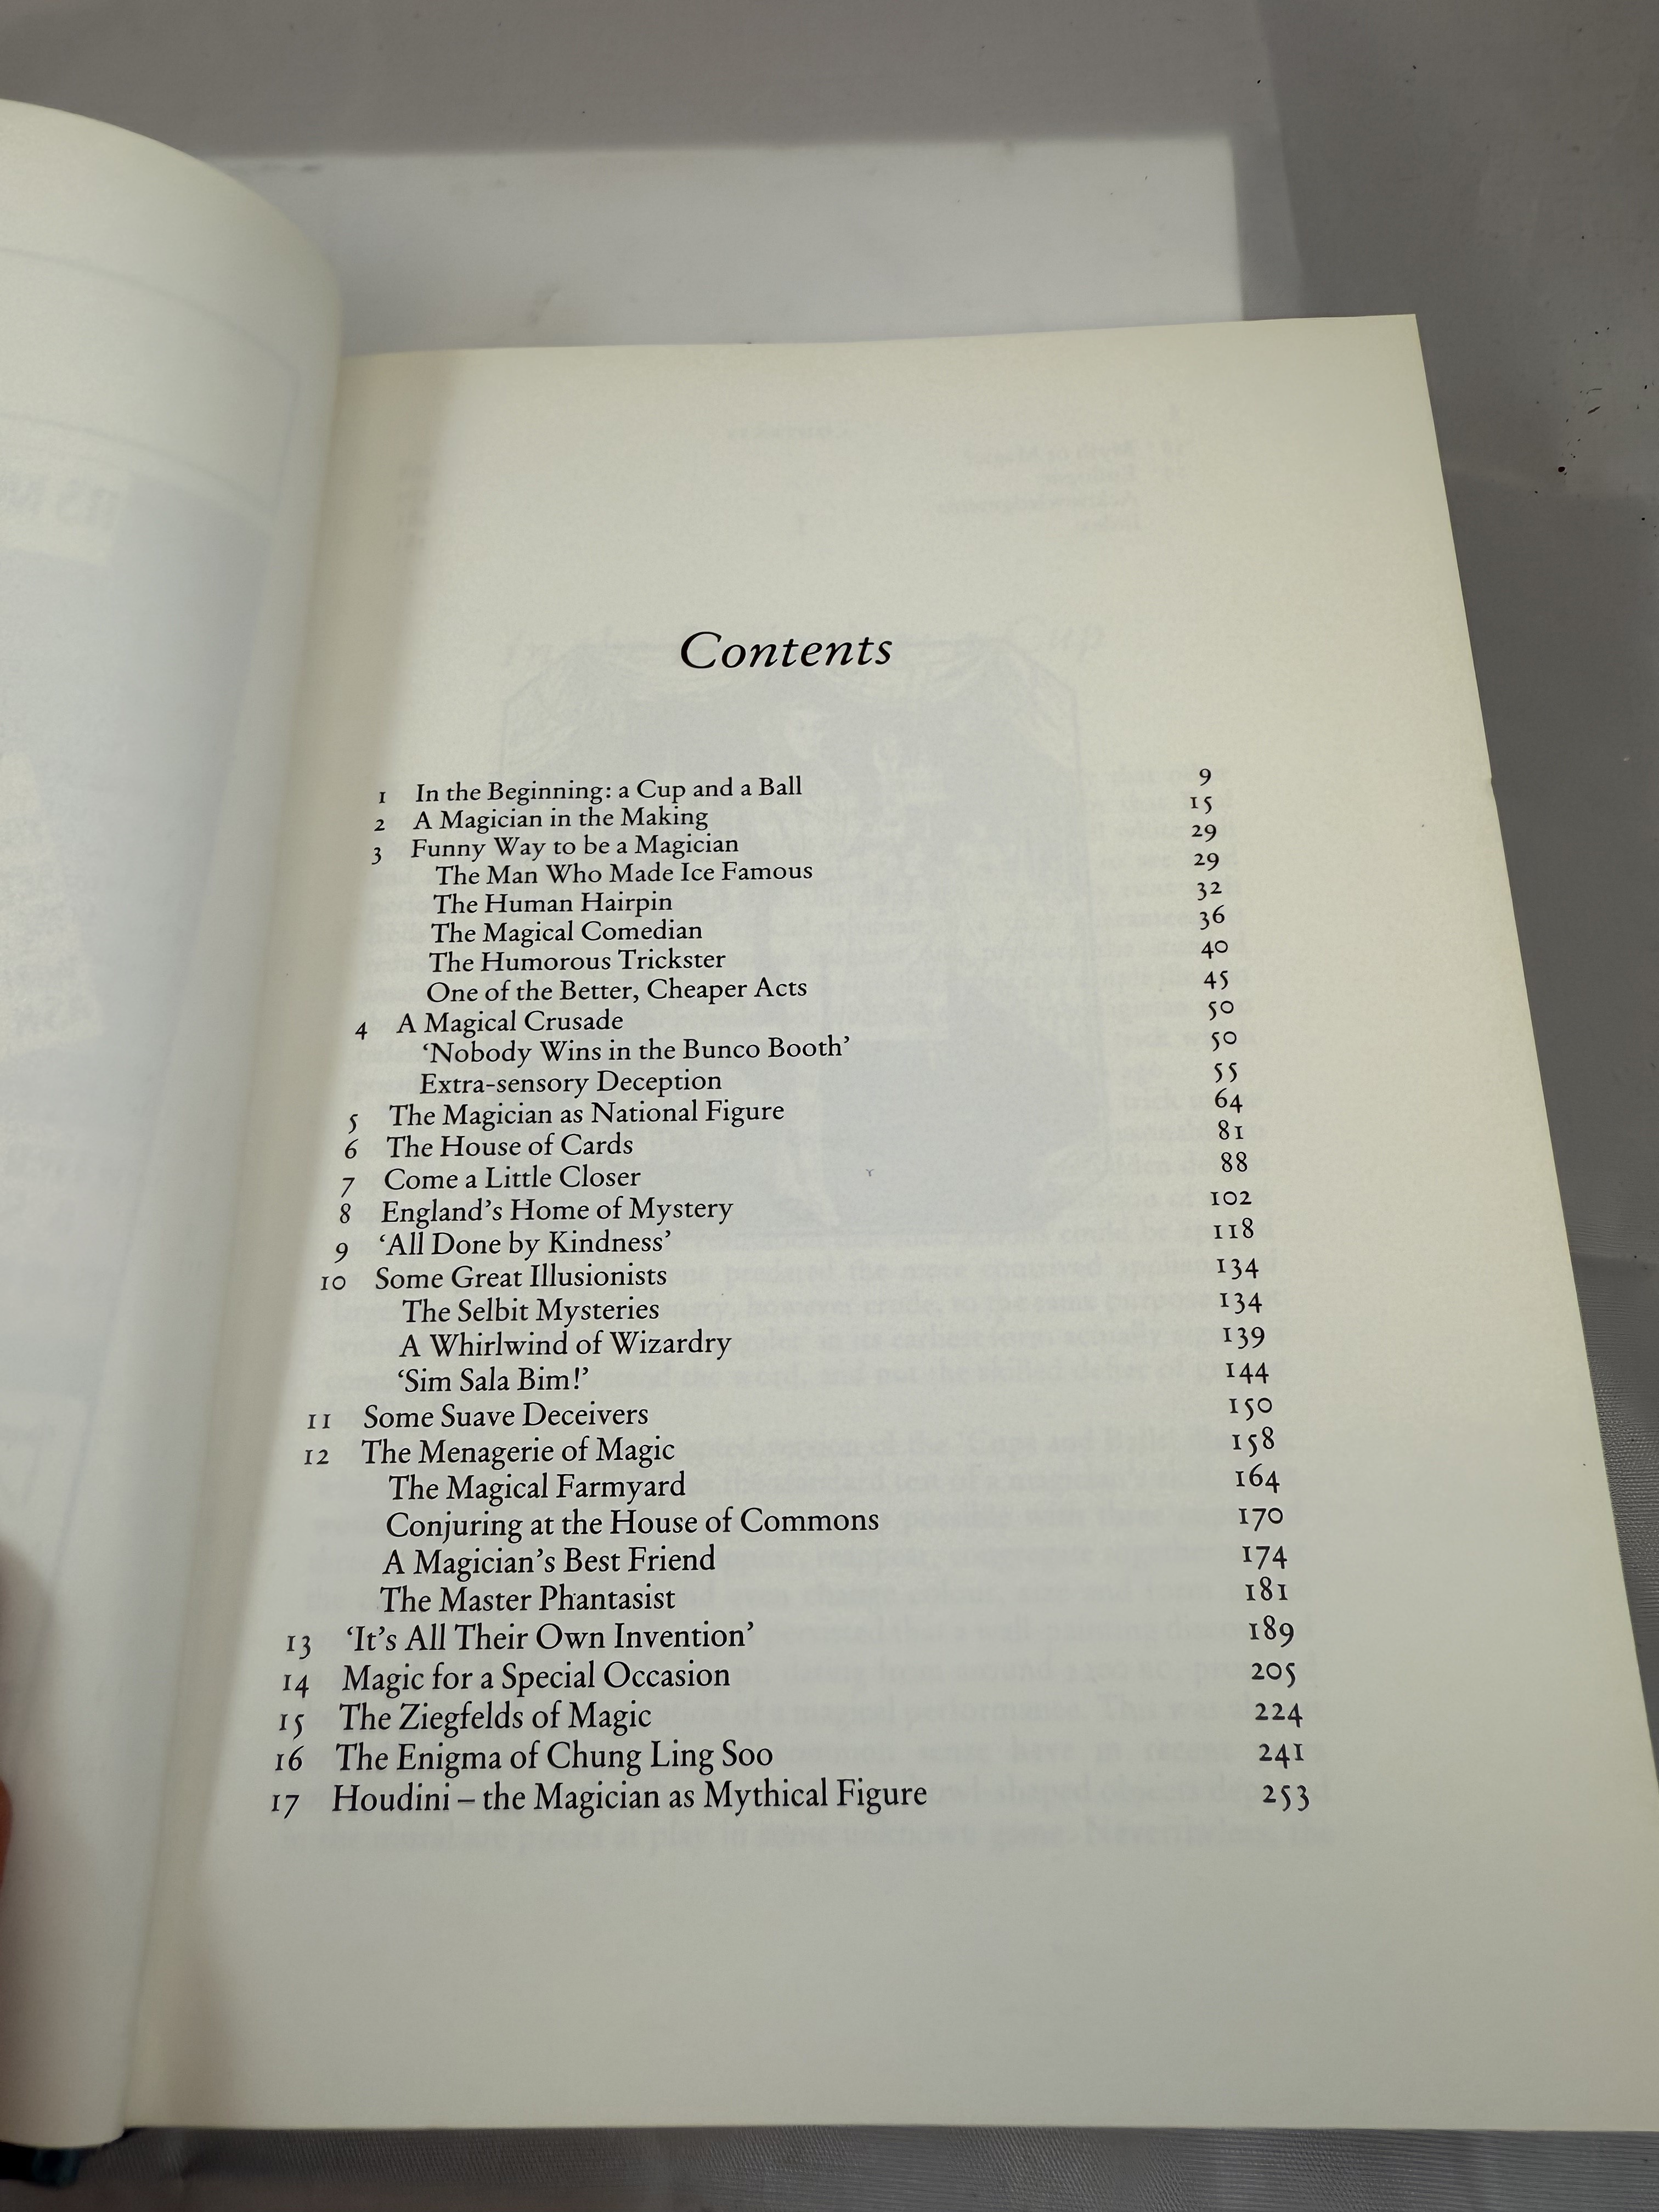 Contents
1 In the Beginning: a Cup and a Ball 9
2 A Magician in the Making 15
3 Funny Way to be a Magician 29
The Man Who Made Ice Famous 29
The Human Hairpin 32
The Magical Comedian 36
The Humorous Trickster 40
One of the Better, Cheaper Acts 45
4 A Magical Crusade 50
‘Nobody Wins in the Bunco Booth’ 50
Extra-sensory Deception 55
5 The Magician as National Figure 64
6 The House of Cards 81
7 Come a Little Closer 88
8 England’s Home of Mystery 102
9 ‘All Done by Kindness’ 118
10 Some Great Illusionists 134
The Selbit Mysteries 134
A Whirlwind of Wizardry 139
‘Sim Sala Bim!’ 144
11 Some Suave Deceivers 150
12 The Menagerie of Magic 158
The Magical Farmyard 164
Conjuring at the House of Commons 170
A Magician’s Best Friend 174
The Master Phantasist 181
13 ‘It’s All Their Own Invention’ 189
14 Magic for a Special Occasion 205
15 The Ziegfelds of Magic 224
16 The Enigma of Chung Ling Soo 241
17 Houdini – the Magician as Mythical Figure 253